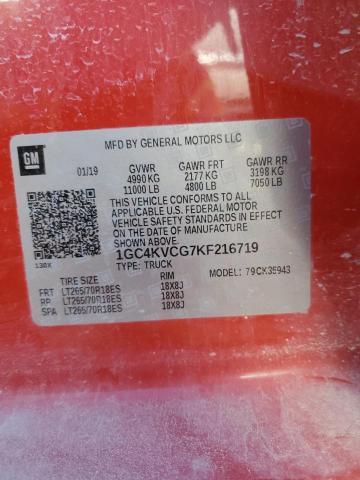 MFD BY GENERAL MOTORS LLC
GM
01/19 GVWR GAWR FRT GAWR RR
4990 KG 2177 KG 3198 KG
11000 LB 4800 LB 7050 LB
THIS VEHICLE CONFORMS TO ALL
APPLICABLE U.S. FEDERAL MOTOR
VEHICLE SAFETY STANDARDS IN
EFFECT ON THE DATE OF
MANUFACTURE SHOWN ABOVE.
1GC4KVCG7KF216719
TYPE: TRUCK
130X
MODEL: 79CK35943
TIRE SIZE RIM
FRT LT265/70R18ES 18X8J
RR LT265/70R18ES 18X8J
SPA LT265/70R18ES 18X8J